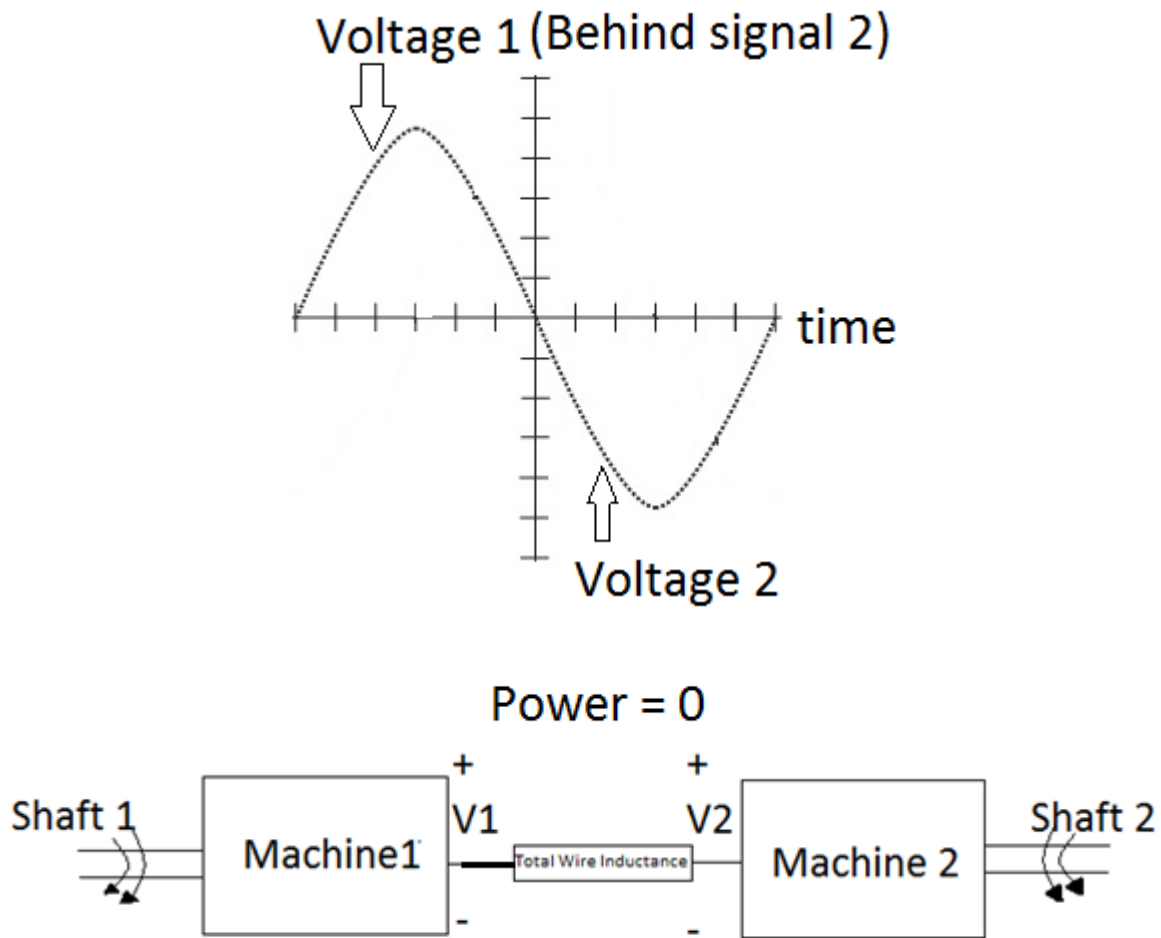 Voltage 1 (Behind signal 2)
time
Voltage 2
Power = 0
+ +
Shaft 1 V1 V2 Shaft 2
Machine1 Total Wire Inductance Machine 2
- -